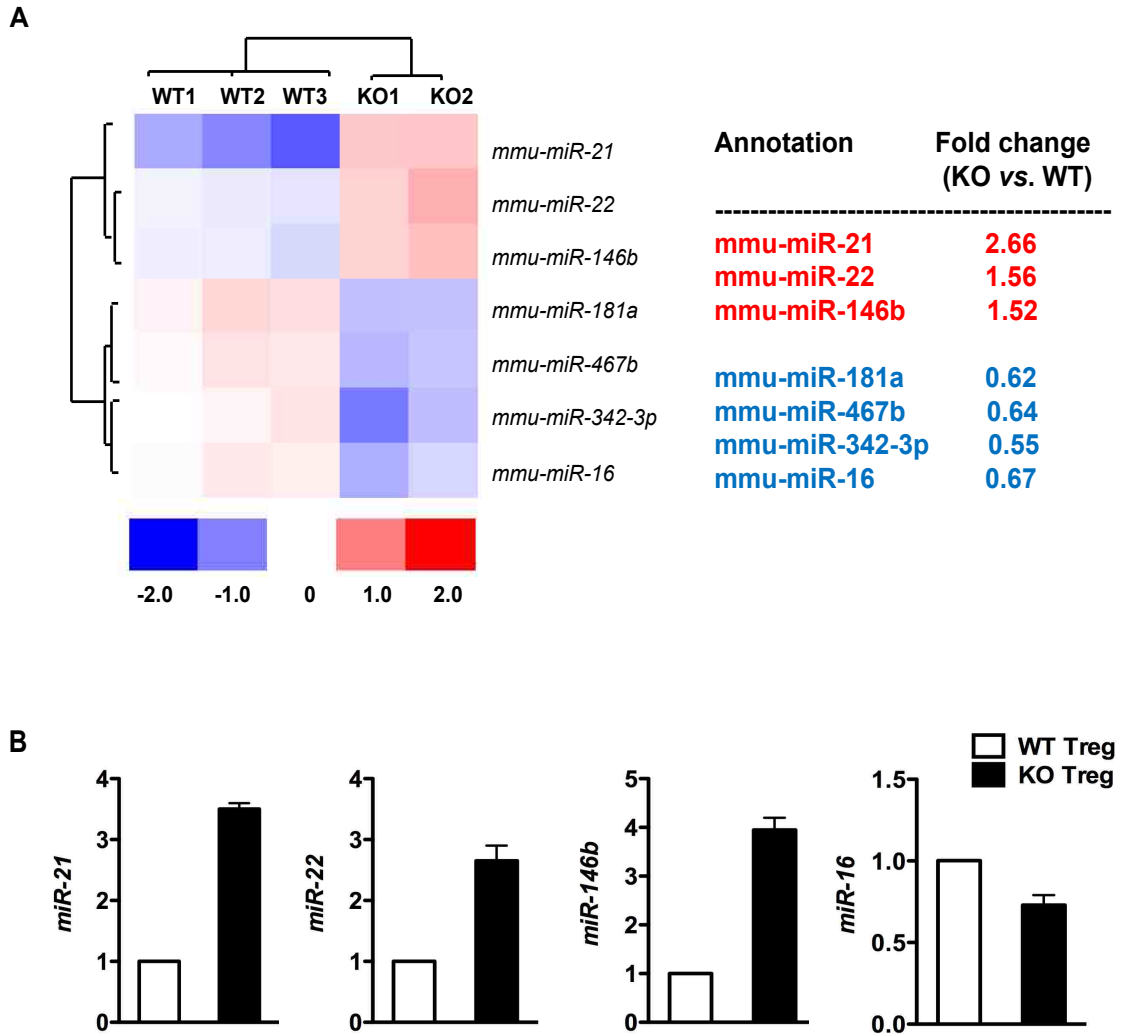 A
WT1 WT2 WT3 KO1 KO2
mmu-miR-21
mmu-miR-22
mmu-miR-146b
mmu-miR-181a
mmu-miR-467b
mmu-miR-342-3p
mmu-miR-16
-2.0 -1.0 0 1.0 2.0
Annotation Fold change
(KO vs. WT)
---------------------------------------------
mmu-miR-21 2.66
mmu-miR-22 1.56
mmu-miR-146b 1.52
mmu-miR-181a 0.62
mmu-miR-467b 0.64
mmu-miR-342-3p 0.55
mmu-miR-16 0.67
B
WT Treg
KO Treg
miR-21
4
3
2
1
0
miR-22
4
3
2
1
0
miR-146b
5
4
3
2
1
0
miR-16
1.5
1.0
0.5
0.0